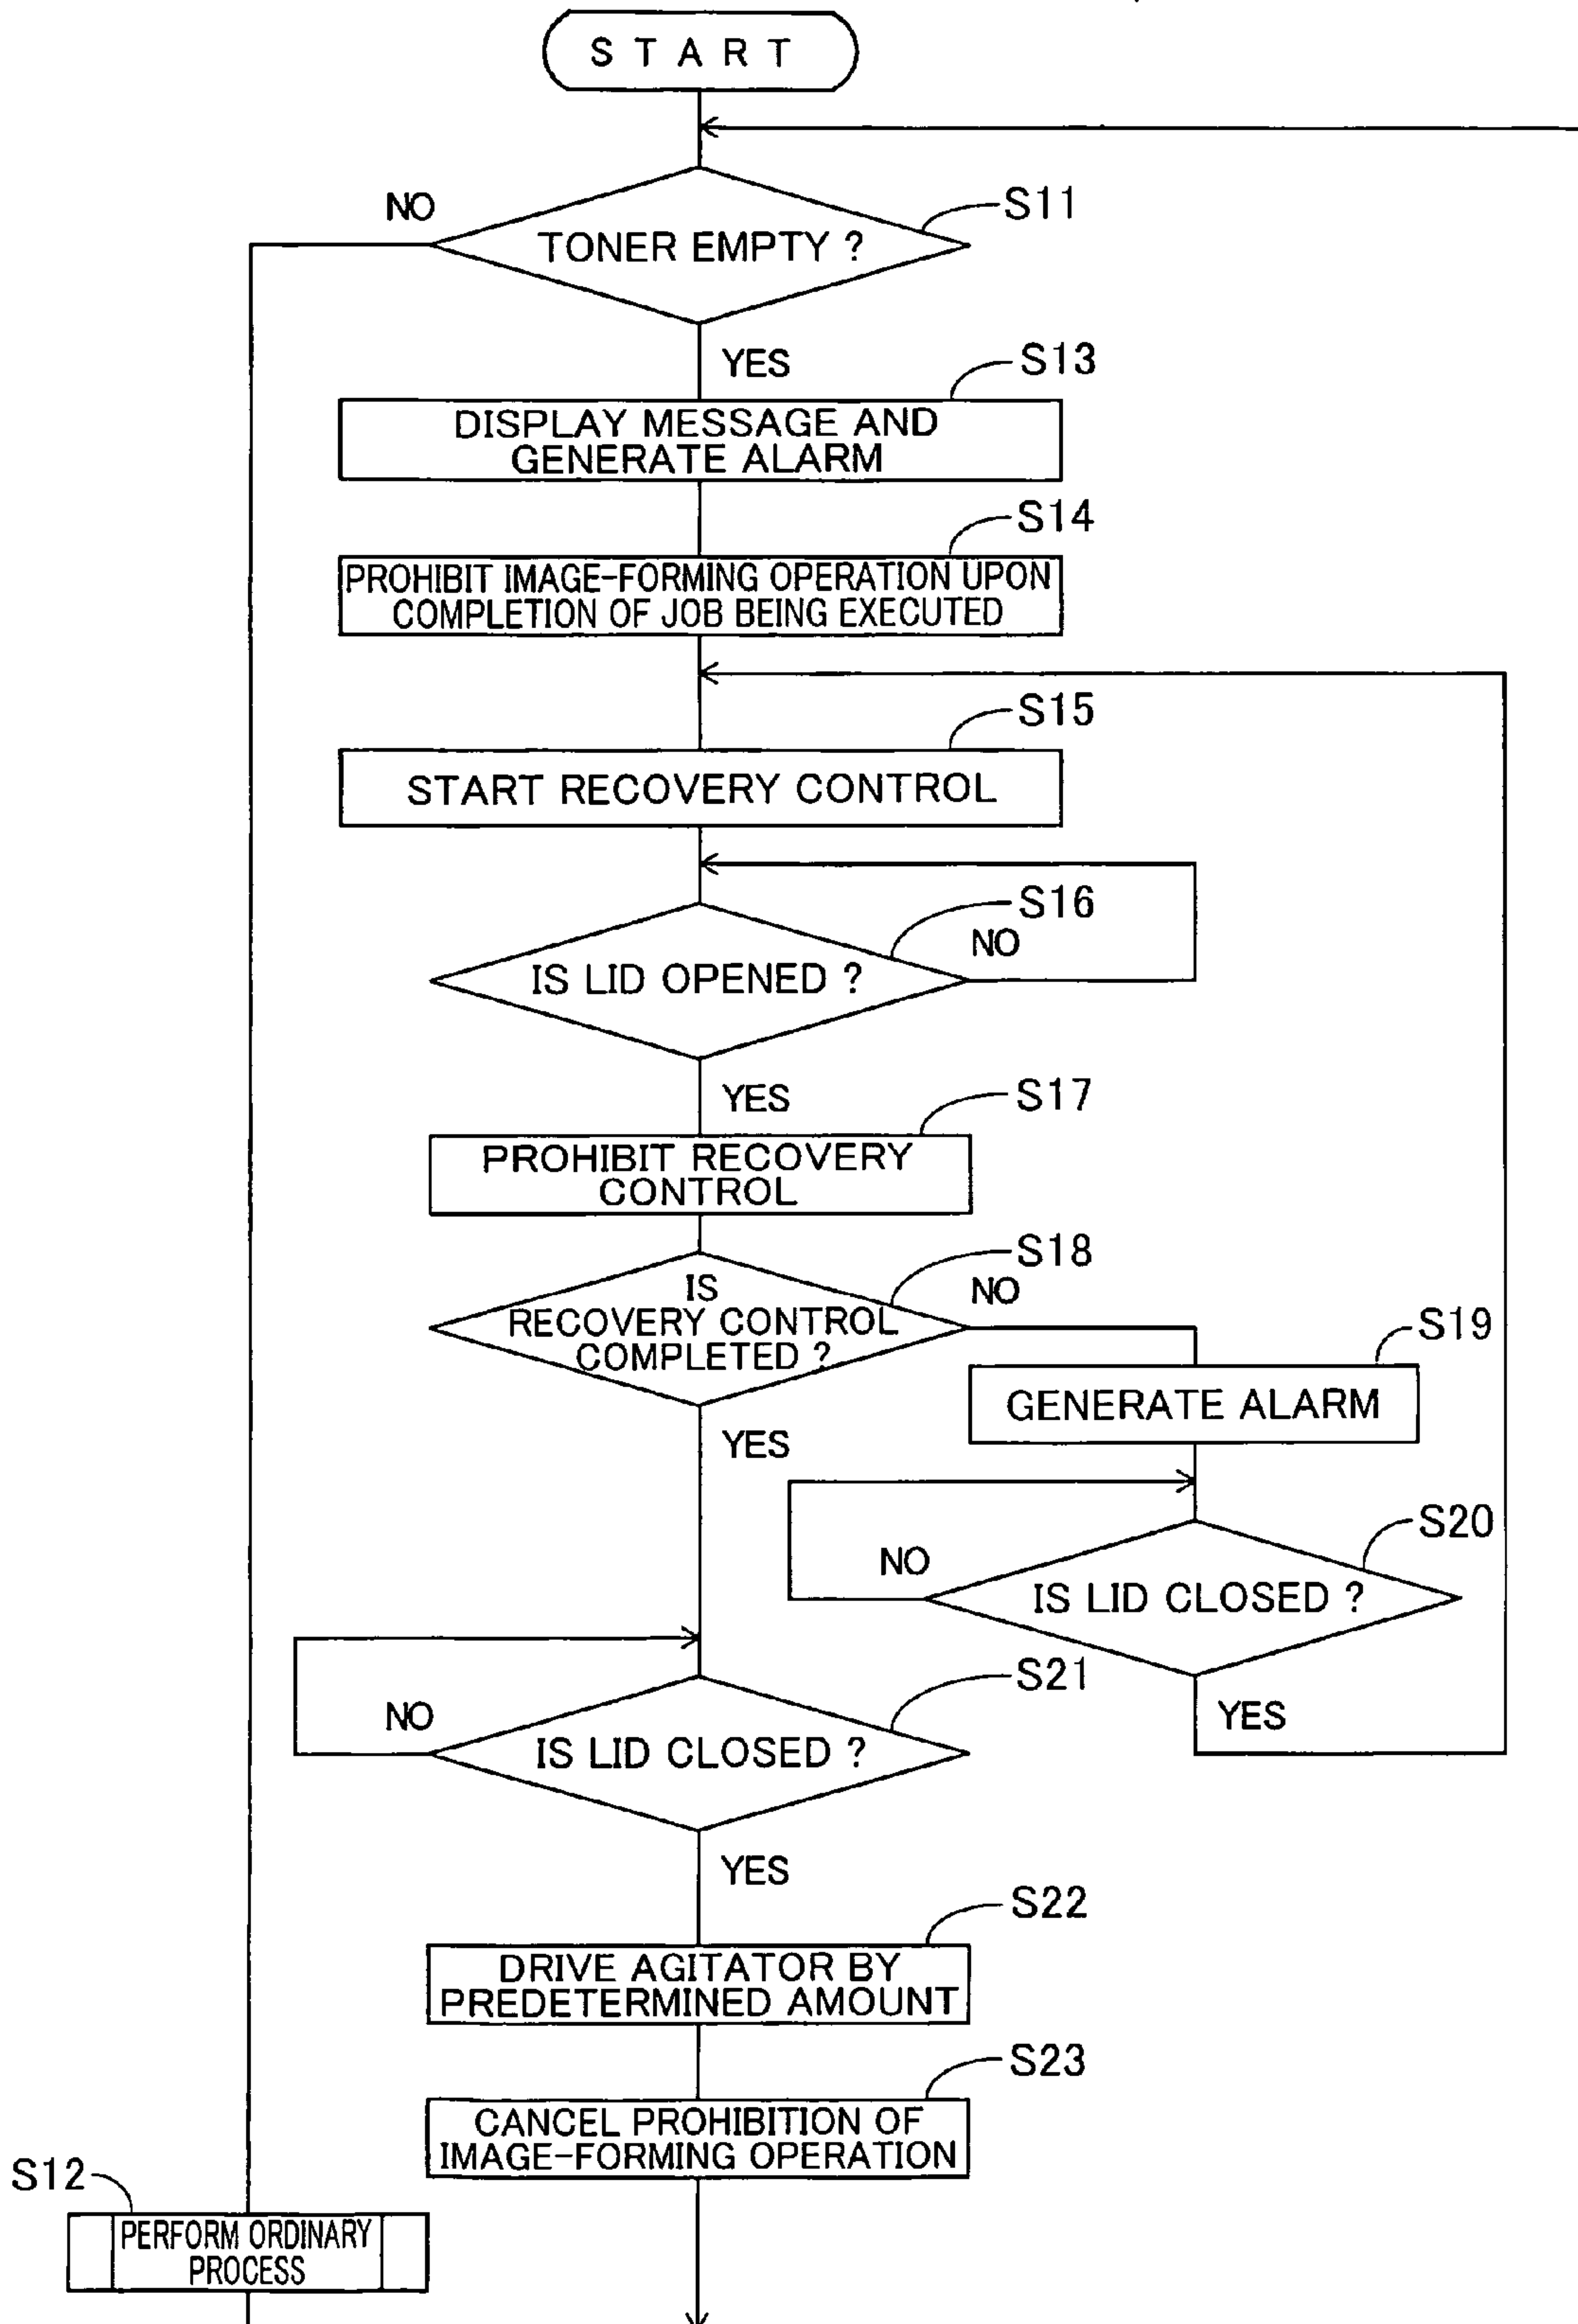 START
NO
S11
TONER EMPTY ?
YES
S13
DISPLAY MESSAGE AND
GENERATE ALARM
S14
PROHIBIT IMAGE-FORMING OPERATION UPON
COMPLETION OF JOB BEING EXECUTED
S15
START RECOVERY CONTROL
S16
NO
IS LID OPENED ?
YES
S17
PROHIBIT RECOVERY
CONTROL
S18
NO
IS
RECOVERY CONTROL
COMPLETED ?
S19
GENERATE ALARM
YES
S20
NO
IS LID CLOSED ?
S21
NO
YES
IS LID CLOSED ?
YES
S22
DRIVE AGITATOR BY
PREDETERMINED AMOUNT
S23
CANCEL PROHIBITION OF
IMAGE-FORMING OPERATION
S12
PERFORM ORDINARY
PROCESS